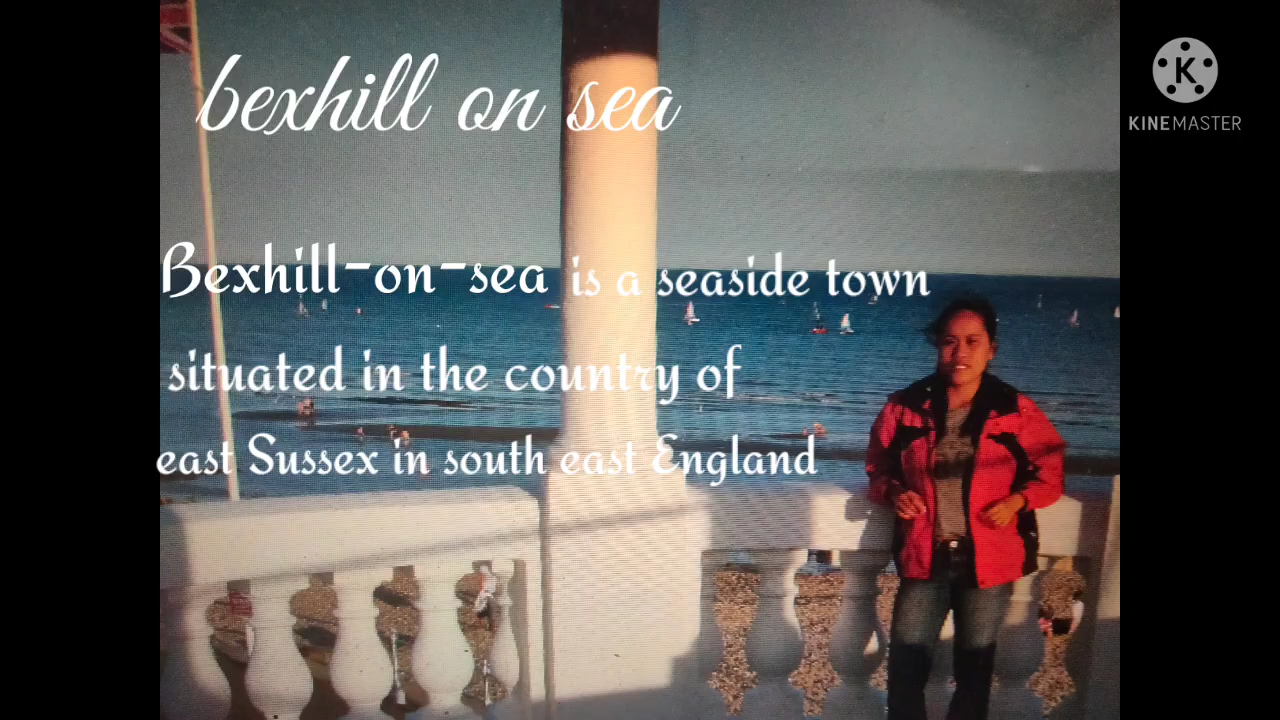 bexhill on sea
KINEMASTER
Bexhill-on-sea is a seaside town
situated in the country of
east Sussex in south east England